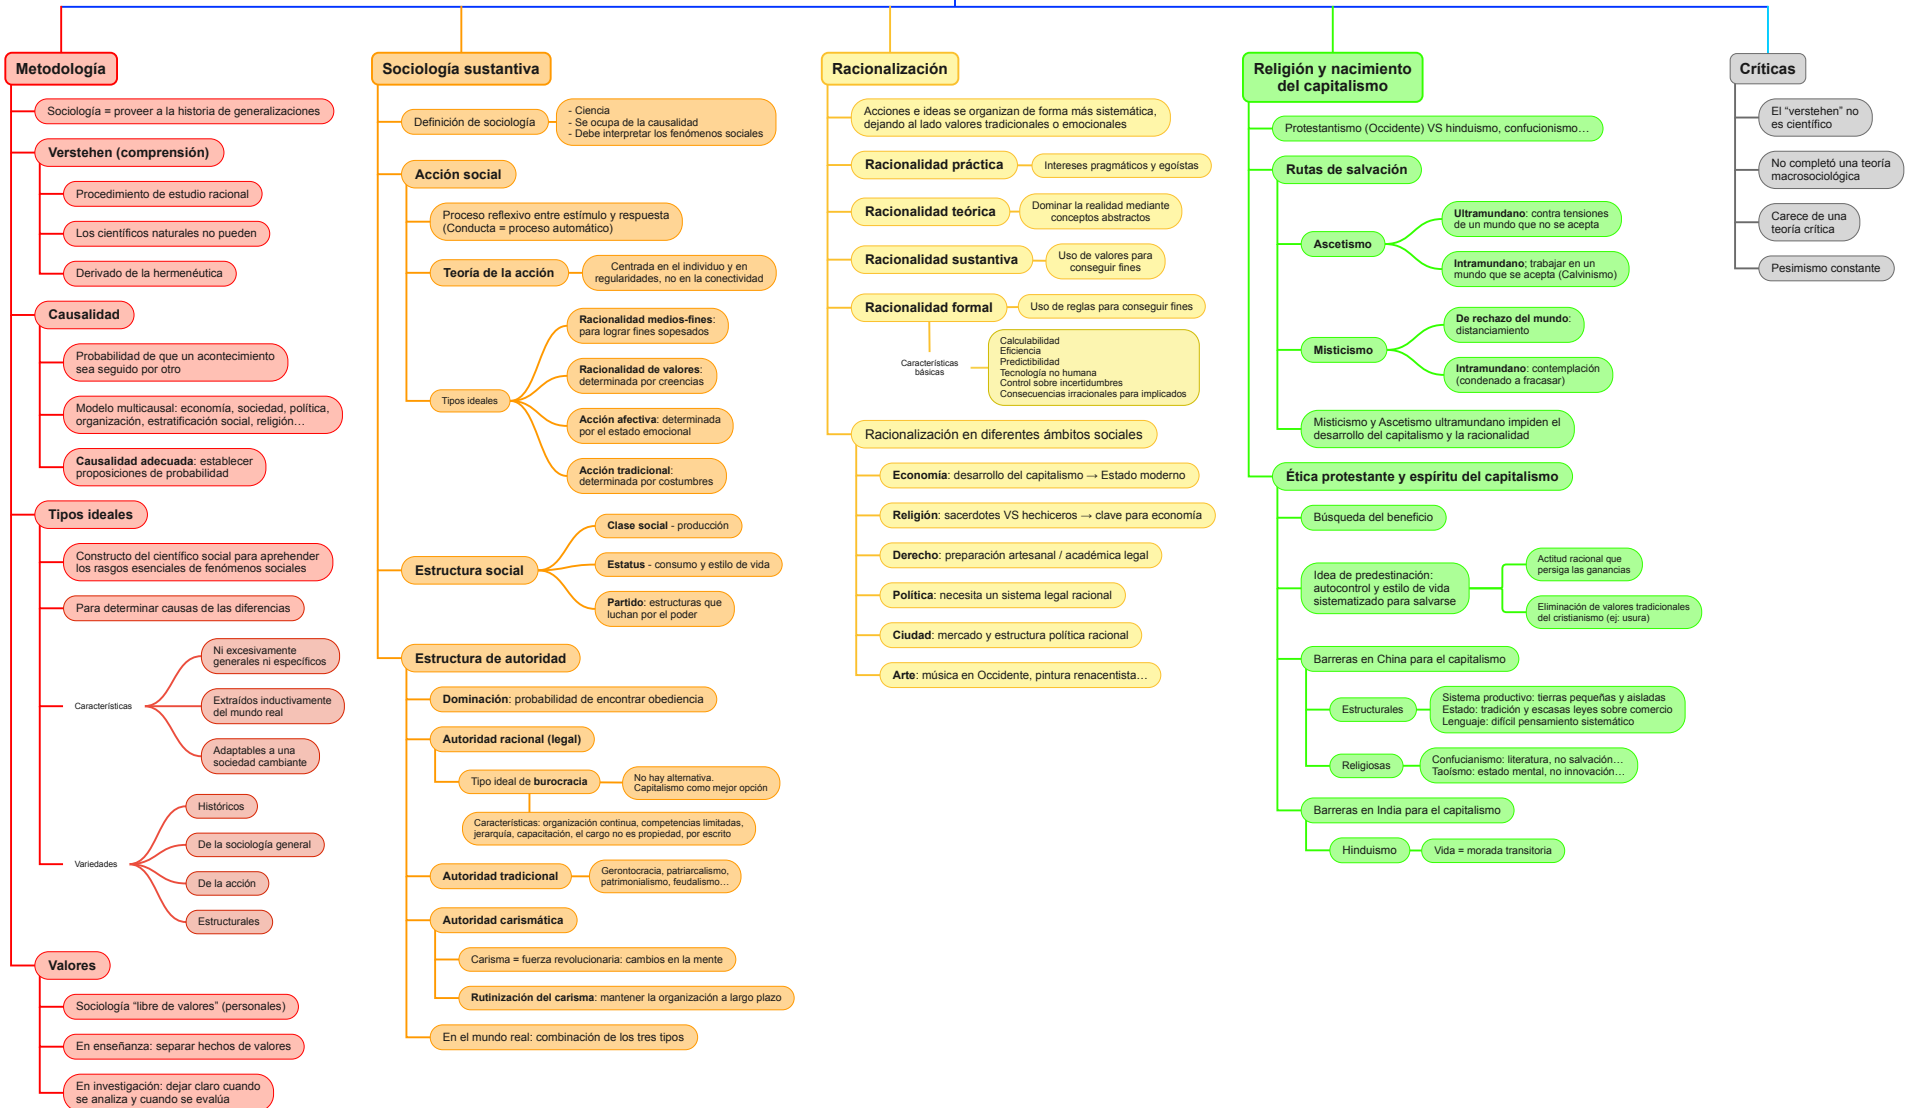 Metodología
Sociología = proveer a la historia de generalizaciones
Verstehen (comprensión)
Procedimiento de estudio racional
Los científicos naturales no pueden
Derivado de la hermenéutica
Causalidad
Probabilidad de que un acontecimiento
sea seguido por otro
Modelo multicausal: economía, sociedad, política,
organización, estratificación social, religión…
Causalidad adecuada: establecer
proposiciones de probabilidad
Tipos ideales
Constructo del científico social para aprehender
los rasgos esenciales de fenómenos sociales
Para determinar causas de las diferencias
Características
Ni excesivamente
generales ni específicos
Extraídos inductivamente
del mundo real
Adaptables a una
sociedad cambiante
Variedades
Históricos
De la sociología general
De la acción
Estructurales
Valores
Sociología “libre de valores” (personales)
En enseñanza: separar hechos de valores
En investigación: dejar claro cuando
se analiza y cuando se evalúa
Sociología sustantiva
Definición de sociología
- Ciencia
- Se ocupa de la causalidad
- Debe interpretar los fenómenos sociales
Acción social
Proceso reflexivo entre estímulo y respuesta
(Conducta = proceso automático)
Teoría de la acción
Centrada en el individuo y en
regularidades, no en la conectividad
Tipos ideales
Racionalidad medios-fines:
para lograr fines sopesados
Racionalidad de valores:
determinada por creencias
Acción afectiva: determinada
por el estado emocional
Acción tradicional:
determinada por costumbres
Estructura social
Clase social - producción
Estatus - consumo y estilo de vida
Partido: estructuras que
luchan por el poder
Estructura de autoridad
Dominación: probabilidad de encontrar obediencia
Autoridad racional (legal)
Tipo ideal de burocracia
No hay alternativa.
Capitalismo como mejor opción
Características: organización continua, competencias limitadas,
jerarquía, capacitación, el cargo no es propiedad, por escrito
Autoridad tradicional
Gerontocracia, patriarcalismo,
patrimonialismo, feudalismo…
Autoridad carismática
Carisma = fuerza revolucionaria: cambios en la mente
Rutinización del carisma: mantener la organización a largo plazo
En el mundo real: combinación de los tres tipos
Racionalización
Acciones e ideas se organizan de forma más sistemática,
dejando al lado valores tradicionales o emocionales
Racionalidad práctica
Intereses pragmáticos y egoístas
Racionalidad teórica
Dominar la realidad mediante
conceptos abstractos
Racionalidad sustantiva
Uso de valores para
conseguir fines
Racionalidad formal
Uso de reglas para conseguir fines
Características
básicas
Calculabilidad
Eficiencia
Predictibilidad
Tecnología no humana
Control sobre incertidumbres
Consecuencias irracionales para implicados
Racionalización en diferentes ámbitos sociales
Economía: desarrollo del capitalismo → Estado moderno
Religión: sacerdotes VS hechiceros → clave para economía
Derecho: preparación artesanal / académica legal
Política: necesita un sistema legal racional
Ciudad: mercado y estructura política racional
Arte: música en Occidente, pintura renacentista…
Religión y nacimiento
del capitalismo
Protestantismo (Occidente) VS hinduismo, confucionismo…
Rutas de salvación
Ascetismo
Ultramundano: contra tensiones
de un mundo que no se acepta
Intramundano; trabajar en un
mundo que se acepta (Calvinismo)
Misticismo
De rechazo del mundo:
distanciamiento
Intramundano: contemplación
(condenado a fracasar)
Misticismo y Ascetismo ultramundano impiden el
desarrollo del capitalismo y la racionalidad
Ética protestante y espíritu del capitalismo
Búsqueda del beneficio
Idea de predestinación:
autocontrol y estilo de vida
sistematizado para salvarse
Actitud racional que
persiga las ganancias
Eliminación de valores tradicionales
del cristianismo (ej: usura)
Barreras en China para el capitalismo
Estructurales
Sistema productivo: tierras pequeñas y aisladas
Estado: tradición y escasas leyes sobre comercio
Lenguaje: difícil pensamiento sistemático
Religiosas
Confucianismo: literatura, no salvación…
Taoísmo: estado mental, no innovación…
Barreras en India para el capitalismo
Hinduismo
Vida = morada transitoria
Críticas
El “verstehen” no
es científico
No completó una teoría
macrosociológica
Carece de una
teoría crítica
Pesimismo constante